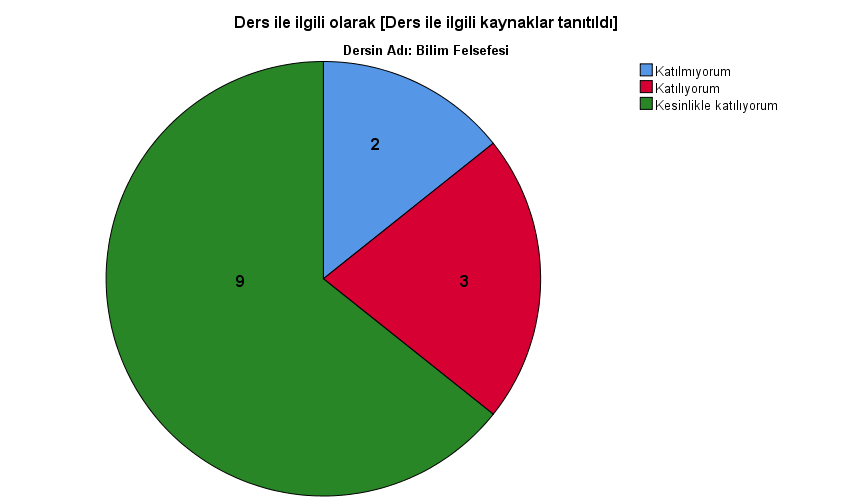 Ders ile ilgili olarak [Ders ile ilgili kaynaklar tanıtıldı]
Dersin Adı: Bilim Felsefesi
Katılmıyorum
Katılıyorum
Kesinlikle katılıyorum
2
3
9